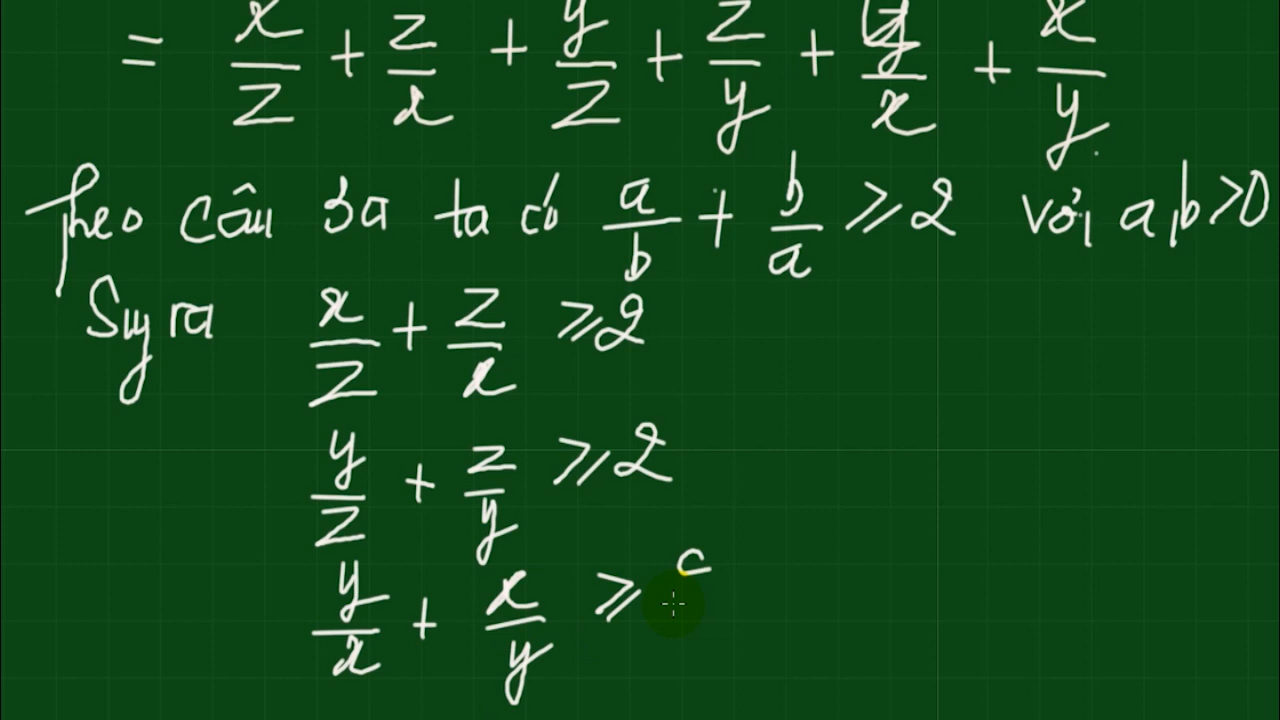 = x/z + z/x + y/z + z/y + y/x + x/y
Theo câu 3a ta có a/b + b/a ⩾ 2 với a,b > 0
Suy ra x/z + z/x ⩾ 2
y/z + z/y ⩾ 2
y/x + x/y ⩾